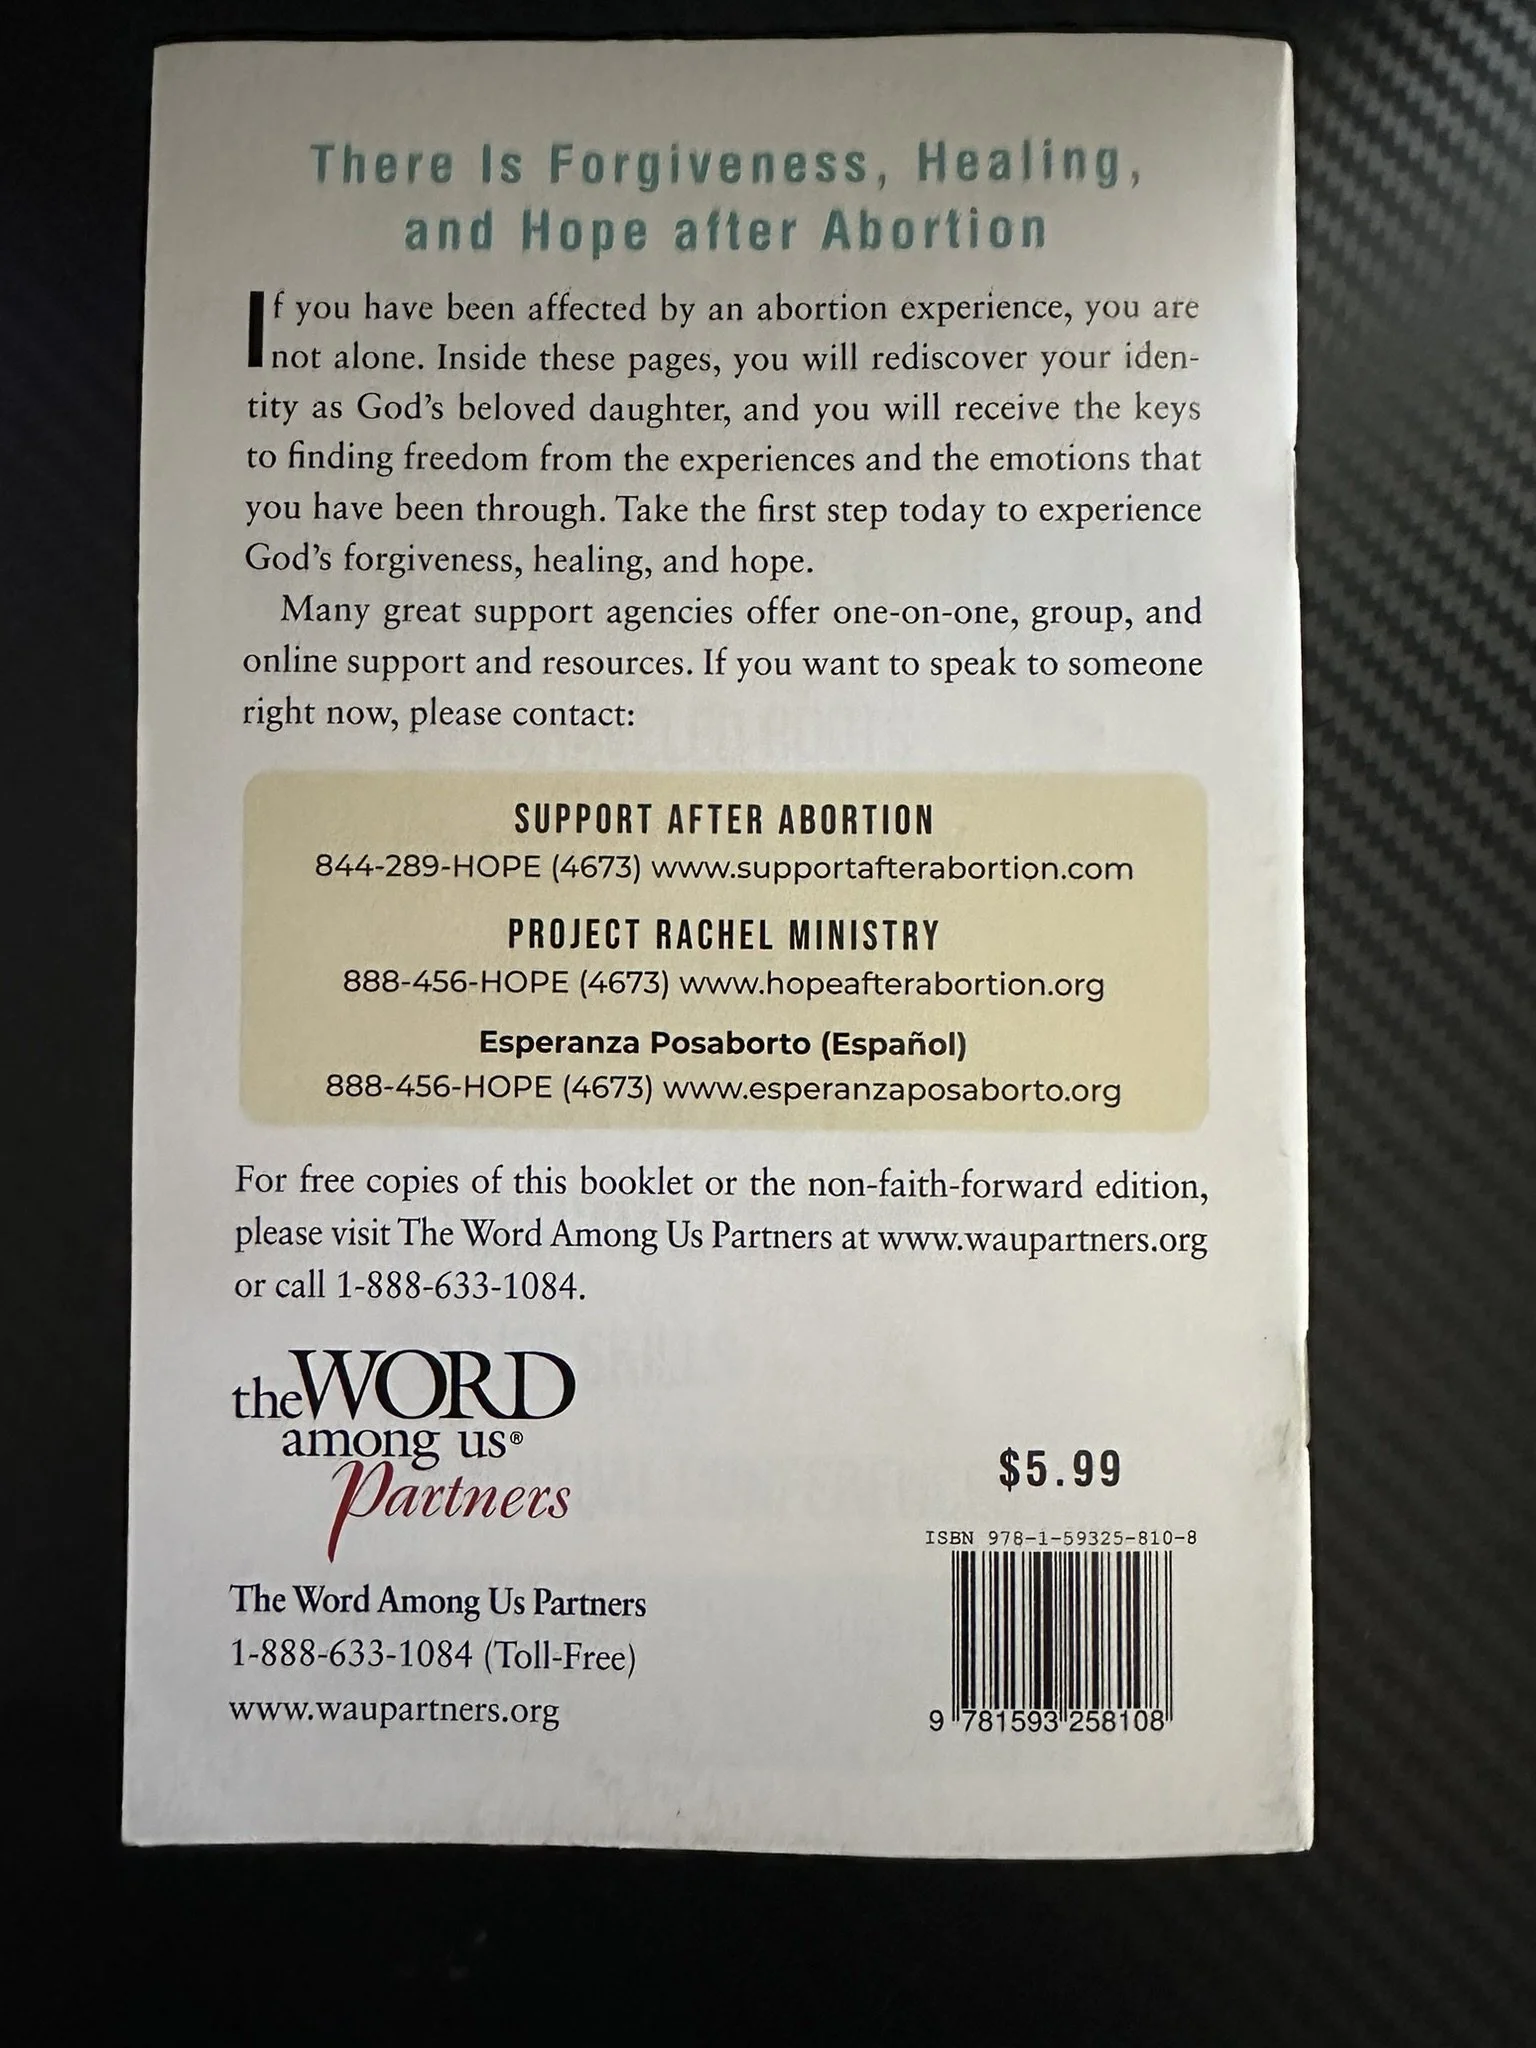 There Is Forgiveness, Healing,
and Hope after Abortion
If you have been affected by an abortion experience, you are
not alone. Inside these pages, you will rediscover your iden-
tity as God's beloved daughter, and you will receive the keys
to finding freedom from the experiences and the emotions that
you have been through. Take the first step today to experience
God's forgiveness, healing, and hope.
Many great support agencies offer one-on-one, group, and
online support and resources. If you want to speak to someone
right now, please contact:
SUPPORT AFTER ABORTION
844-289-HOPE (4673) www.supportafterabortion.com
PROJECT RACHEL MINISTRY
888-456-HOPE (4673) www.hopeafterabortion.org
Esperanza Posaborto (Español)
888-456-HOPE (4673) www.esperanzaposaborto.org
For free copies of this booklet or the non-faith-forward edition,
please visit The Word Among Us Partners at www.waupartners.org
or call 1-888-633-1084.
the WORD
among us®
Partners
The Word Among Us Partners
1-888-633-1084 (Toll-Free)
www.waupartners.org
$5.99
ISBN 978-1-59325-810-8
9 781593 258108